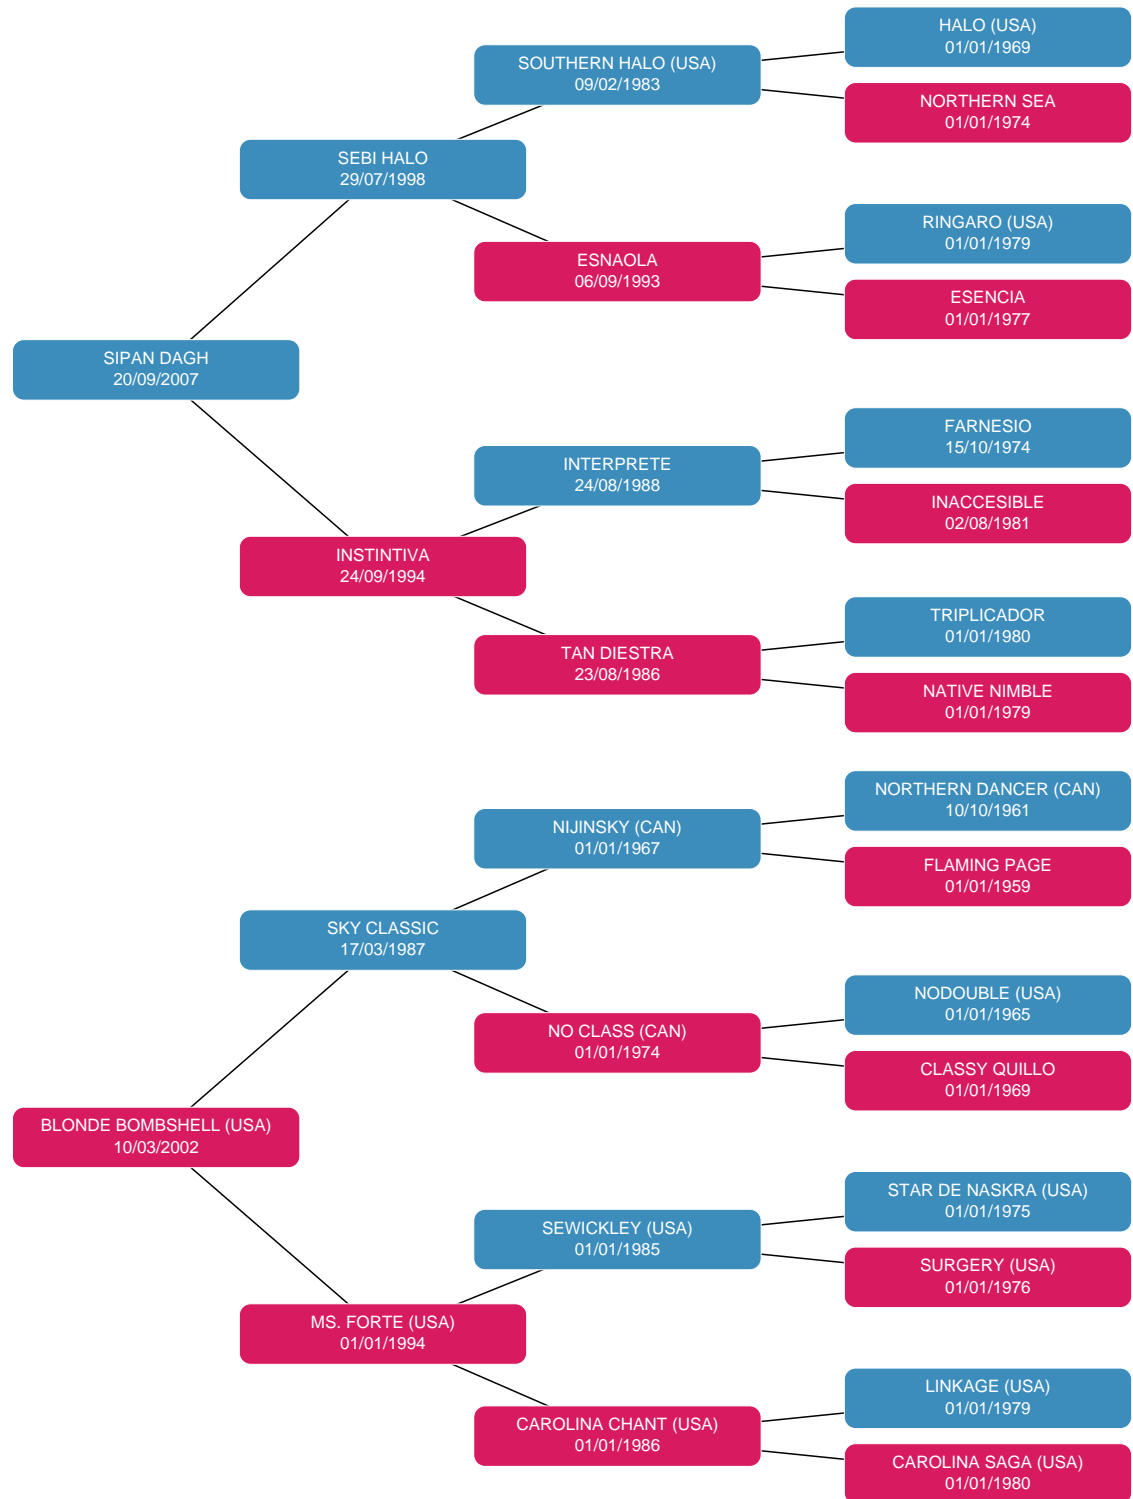 HALO (USA)
01/01/1969
SOUTHERN HALO (USA)
09/02/1983
NORTHERN SEA
01/01/1974
SEBI HALO
29/07/1998
RINGARO (USA)
01/01/1979
ESNAOLA
06/09/1993
ESENCIA
01/01/1977
SIPAN DAGH
20/09/2007
FARNESIO
15/10/1974
INTERPRETE
24/08/1988
INACCESIBLE
02/08/1981
INSTINTIVA
24/09/1994
TRIPLICADOR
01/01/1980
TAN DIESTRA
23/08/1986
NATIVE NIMBLE
01/01/1979
NORTHERN DANCER (CAN)
10/10/1961
NIJINSKY (CAN)
01/01/1967
FLAMING PAGE
01/01/1959
SKY CLASSIC
17/03/1987
NODOUBLE (USA)
01/01/1965
NO CLASS (CAN)
01/01/1974
CLASSY QUILLO
01/01/1969
BLONDE BOMBSHELL (USA)
10/03/2002
STAR DE NASKRA (USA)
01/01/1975
SEWICKLEY (USA)
01/01/1985
SURGERY (USA)
01/01/1976
MS. FORTE (USA)
01/01/1994
LINKAGE (USA)
01/01/1979
CAROLINA CHANT (USA)
01/01/1986
CAROLINA SAGA (USA)
01/01/1980